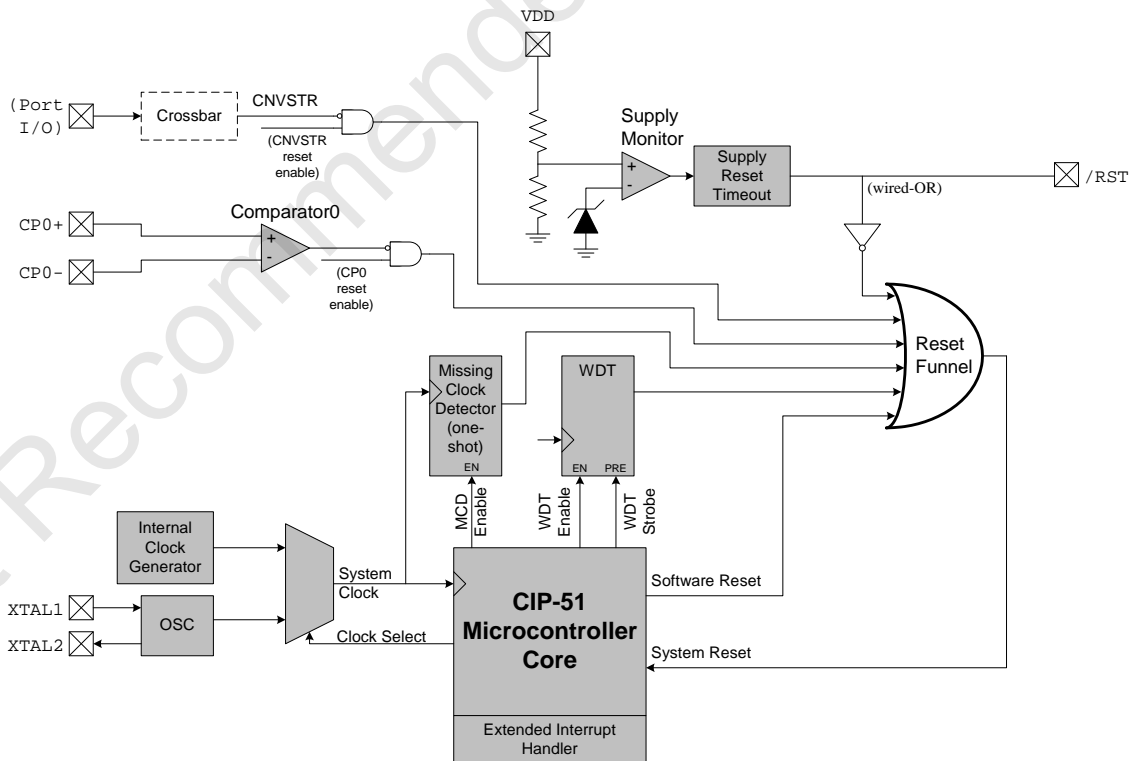 VDD
(Port
I/O)
Crossbar
CNVSTR
(CNVSTR
reset
enable)
Supply
Monitor
+
-
Supply
Reset
Timeout
(wired-OR)
/RST
CP0+
CP0-
Comparator0
+
-
(CP0
reset
enable)
Reset
Funnel
Missing
Clock
Detector
(one-
shot)
EN
WDT
EN PRE
MCD
Enable
WDT
Enable
WDT
Strobe
Internal
Clock
Generator
System
Clock
XTAL1
XTAL2
OSC
Clock Select
CIP-51
Microcontroller
Core
Software Reset
System Reset
Extended Interrupt
Handler
Recommende